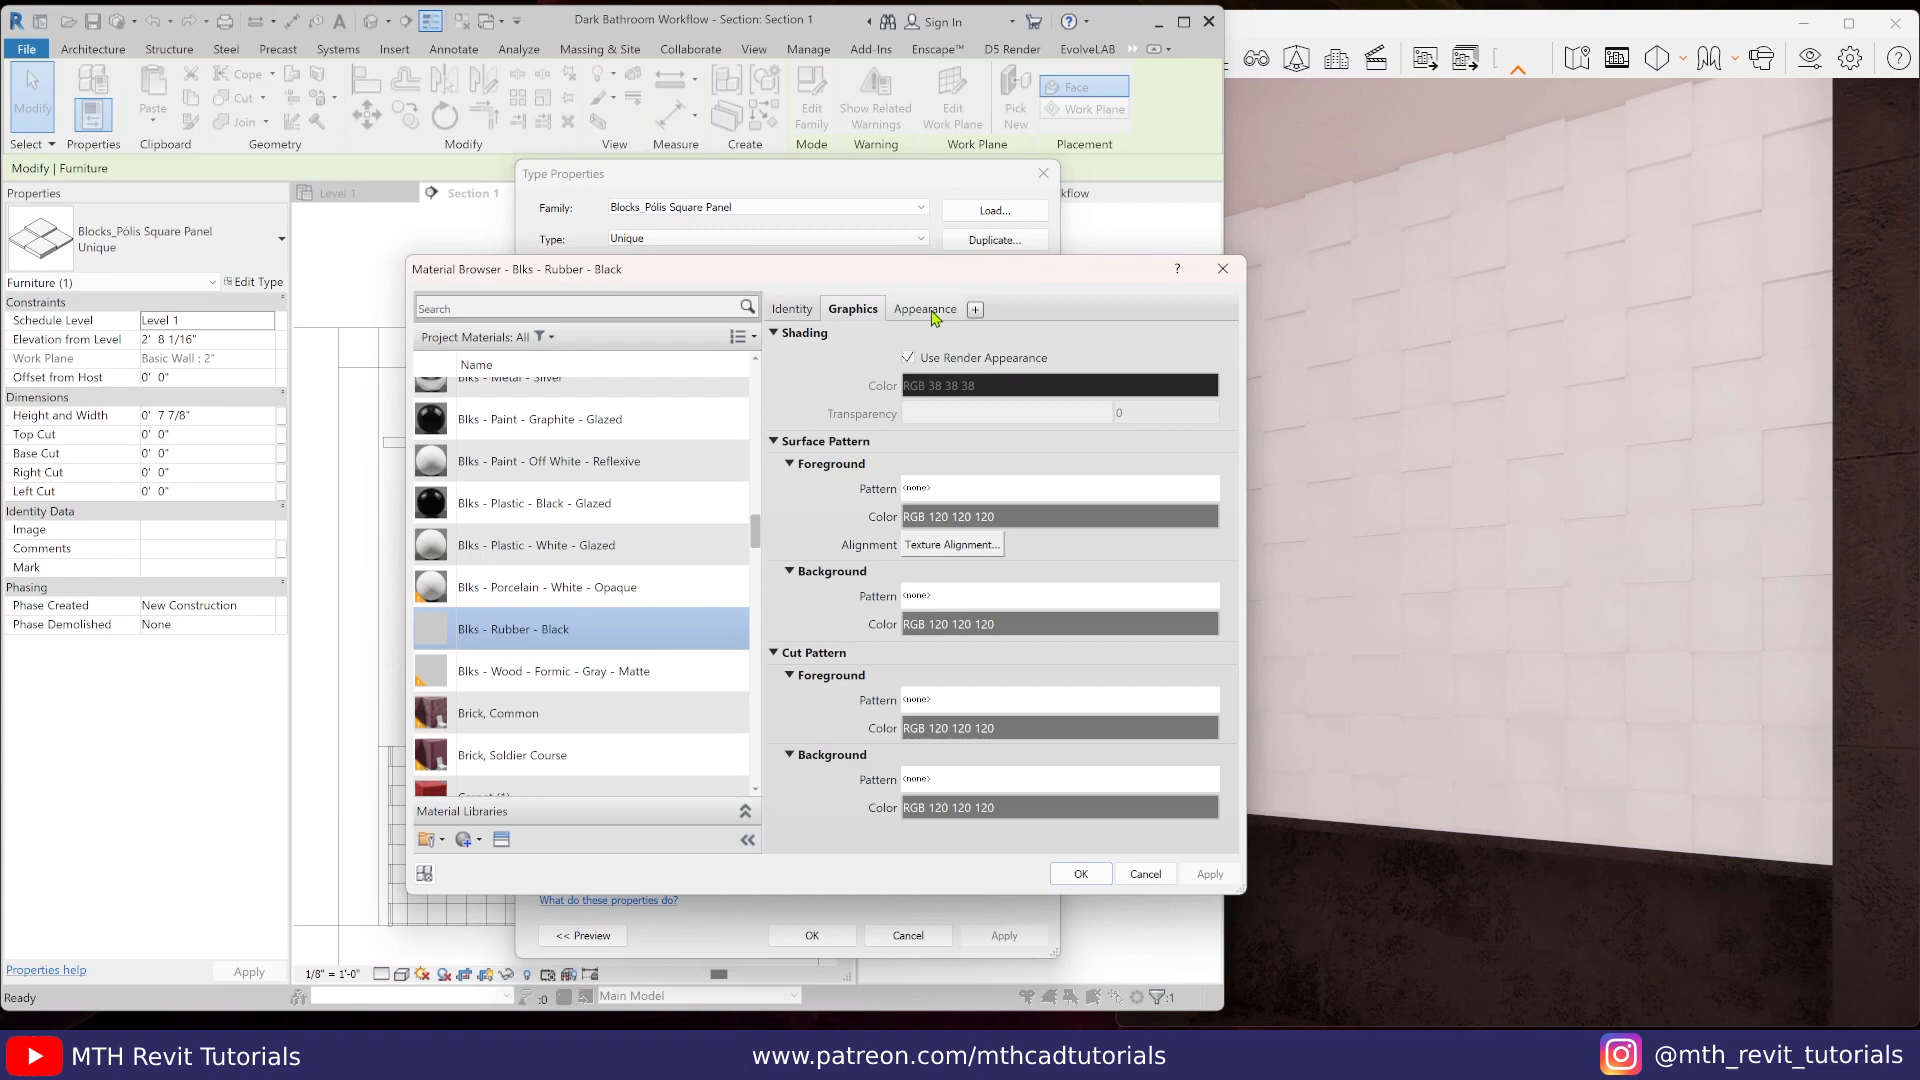 Dark Bathroom Workflow - Section: Section 1
Sign In
File Architecture Structure Steel Precast Systems Insert Annotate Analyze Massing & Site Collaborate View Manage Add-Ins Enscape™ D5 Render EvolveLAB
Modify
Paste
Cope
Cut
Join
Edit Family
Show Related Warnings
Edit Work Plane
Pick New
Face
Work Plane
Select Properties Clipboard Geometry Modify View Measure Create Mode Warning Work Plane Placement
Modify | Furniture
Properties
Blocks_Pólis Square Panel
Unique
Furniture (1) Edit Type
Constraints
Schedule Level Level 1
Elevation from Level 2' 8 1/16"
Work Plane Basic Wall : 2"
Offset from Host 0' 0"
Dimensions
Height and Width 0' 7 7/8"
Top Cut 0' 0"
Base Cut 0' 0"
Right Cut 0' 0"
Left Cut 0' 0"
Identity Data
Image
Comments
Mark
Phasing
Phase Created New Construction
Phase Demolished None
Properties help Apply
Level 1
Section 1
kflow
Type Properties
Family: Blocks_Pólis Square Panel Load...
Type: Unique Duplicate...
Material Browser - Blks - Rubber - Black
?
Search
Project Materials: All
Name
Blks - Metal - Silver
Blks - Paint - Graphite - Glazed
Blks - Paint - Off White - Reflexive
Blks - Plastic - Black - Glazed
Blks - Plastic - White - Glazed
Blks - Porcelain - White - Opaque
Blks - Rubber - Black
Blks - Wood - Formic - Gray - Matte
Brick, Common
Brick, Soldier Course
Carpet (1)
Material Libraries
Identity Graphics Appearance
Shading
Use Render Appearance
Color RGB 38 38 38
Transparency 0
Surface Pattern
Foreground
Pattern <none>
Color RGB 120 120 120
Alignment Texture Alignment...
Background
Pattern <none>
Color RGB 120 120 120
Cut Pattern
Foreground
Pattern <none>
Color RGB 120 120 120
Background
Pattern <none>
Color RGB 120 120 120
OK Cancel Apply
What do these properties do?
<< Preview OK Cancel Apply
1/8" = 1'-0"
Ready
:0
Main Model
:1
MTH Revit Tutorials
www.patreon.com/mthcadtutorials
@mth_revit_tutorials